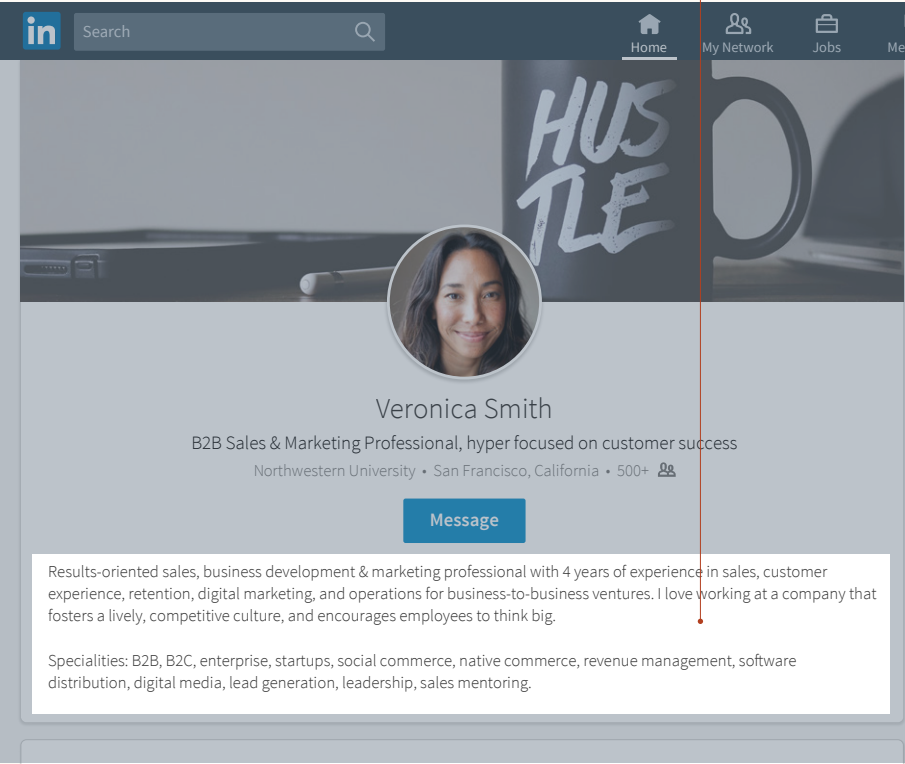 in
Search
Home
My Network
Jobs
Me
HUS
TLE
Veronica Smith
B2B Sales & Marketing Professional, hyper focused on customer success
Northwestern University • San Francisco, California • 500+
Message
Results-oriented sales, business development & marketing professional with 4 years of experience in sales, customer
experience, retention, digital marketing, and operations for business-to-business ventures. I love working at a company that
fosters a lively, competitive culture, and encourages employees to think big.
Specialities: B2B, B2C, enterprise, startups, social commerce, native commerce, revenue management, software
distribution, digital media, lead generation, leadership, sales mentoring.